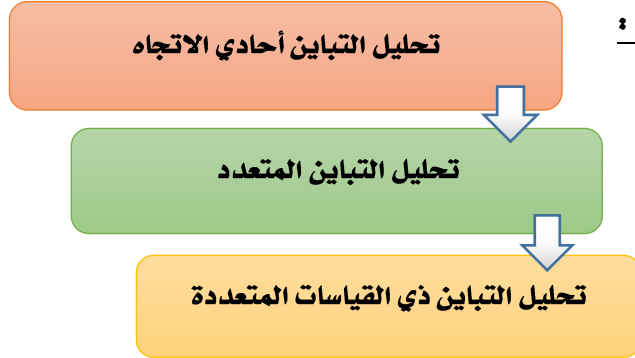 تحليل التباين أحادي الاتجاه
تحليل التباين المتعدد
تحليل التباين ذي القياسات المتعددة